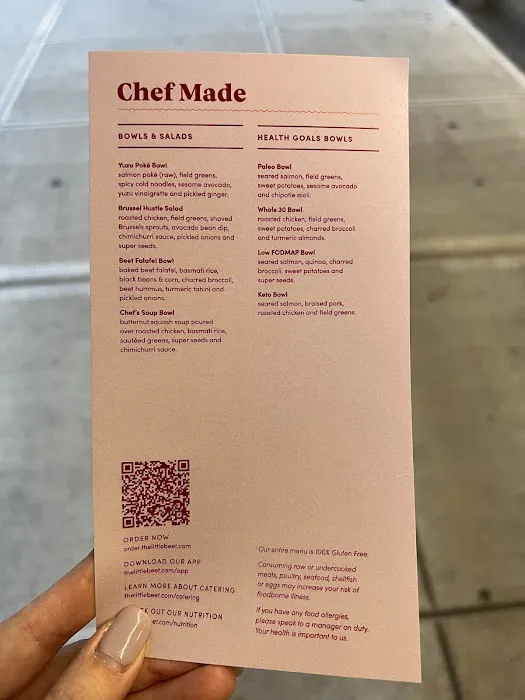 Chef Made
BOWLS & SALADS
Yuzu Poké Bowl
salmon poké (raw), field greens,
spicy cold noodles, sesame avocado,
yuzu vinaigrette and pickled ginger.
Brussel Hustle Salad
roasted chicken, field greens, shaved
Brussels sprouts, avocado bean dip,
chimichurri sauce, pickled onions and
super seeds.
Beet Falafel Bowl
baked beet falafel, basmati rice,
black beans & corn, charred broccoli,
beet hummus, turmeric tahini and
pickled onions.
Chef's Soup Bowl
butternut squash soup poured
over roasted chicken, basmati rice,
sautéed greens, super seeds and
chimichurri sauce.
HEALTH GOALS BOWLS
Paleo Bowl
seared salmon, field greens,
sweet potatoes, sesame avocado
and chipotle aioli.
Whole 30 Bowl
roasted chicken, field greens,
sweet potatoes, charred broccoli
and turmeric almonds.
Low FODMAP Bowl
seared salmon, quinoa, charred
broccoli, sweet potatoes and
super seeds.
Keto Bowl
seared salmon, braised pork,
roasted chicken and field greens.
ORDER NOW
order.thelittlebeet.com
DOWNLOAD OUR APP
thelittlebeet.com/app
LEARN MORE ABOUT CATERING
thelittlebeet.com/catering
OUT OUR NUTRITION
eet.com/nutrition
Our entire menu is 100% Gluten Free.
Consuming raw or undercooked
meats, poultry, seafood, shellfish
or eggs may increase your risk of
foodborne illness.
If you have any food allergies,
please speak to a manager on duty.
Your health is important to us.